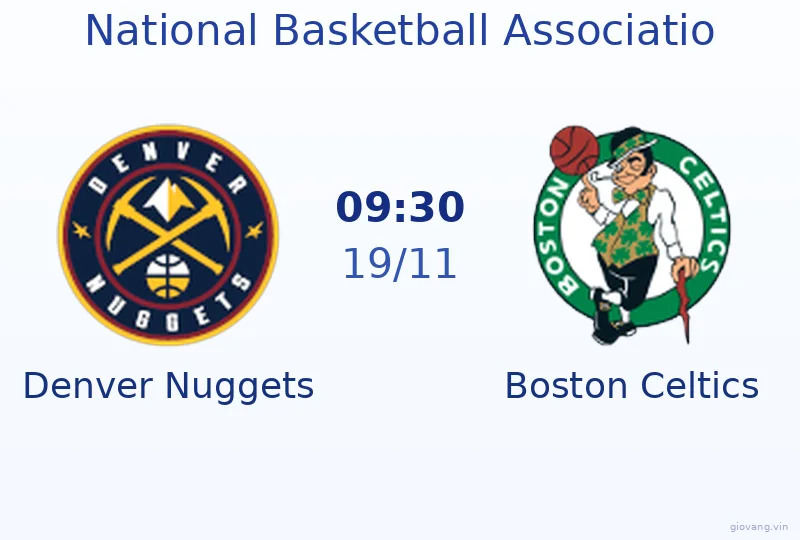 National Basketball Associatio
DENVER
NUGGETS
09:30
19/11
BOSTON
CELTICS
Denver Nuggets
Boston Celtics
giovang.vin